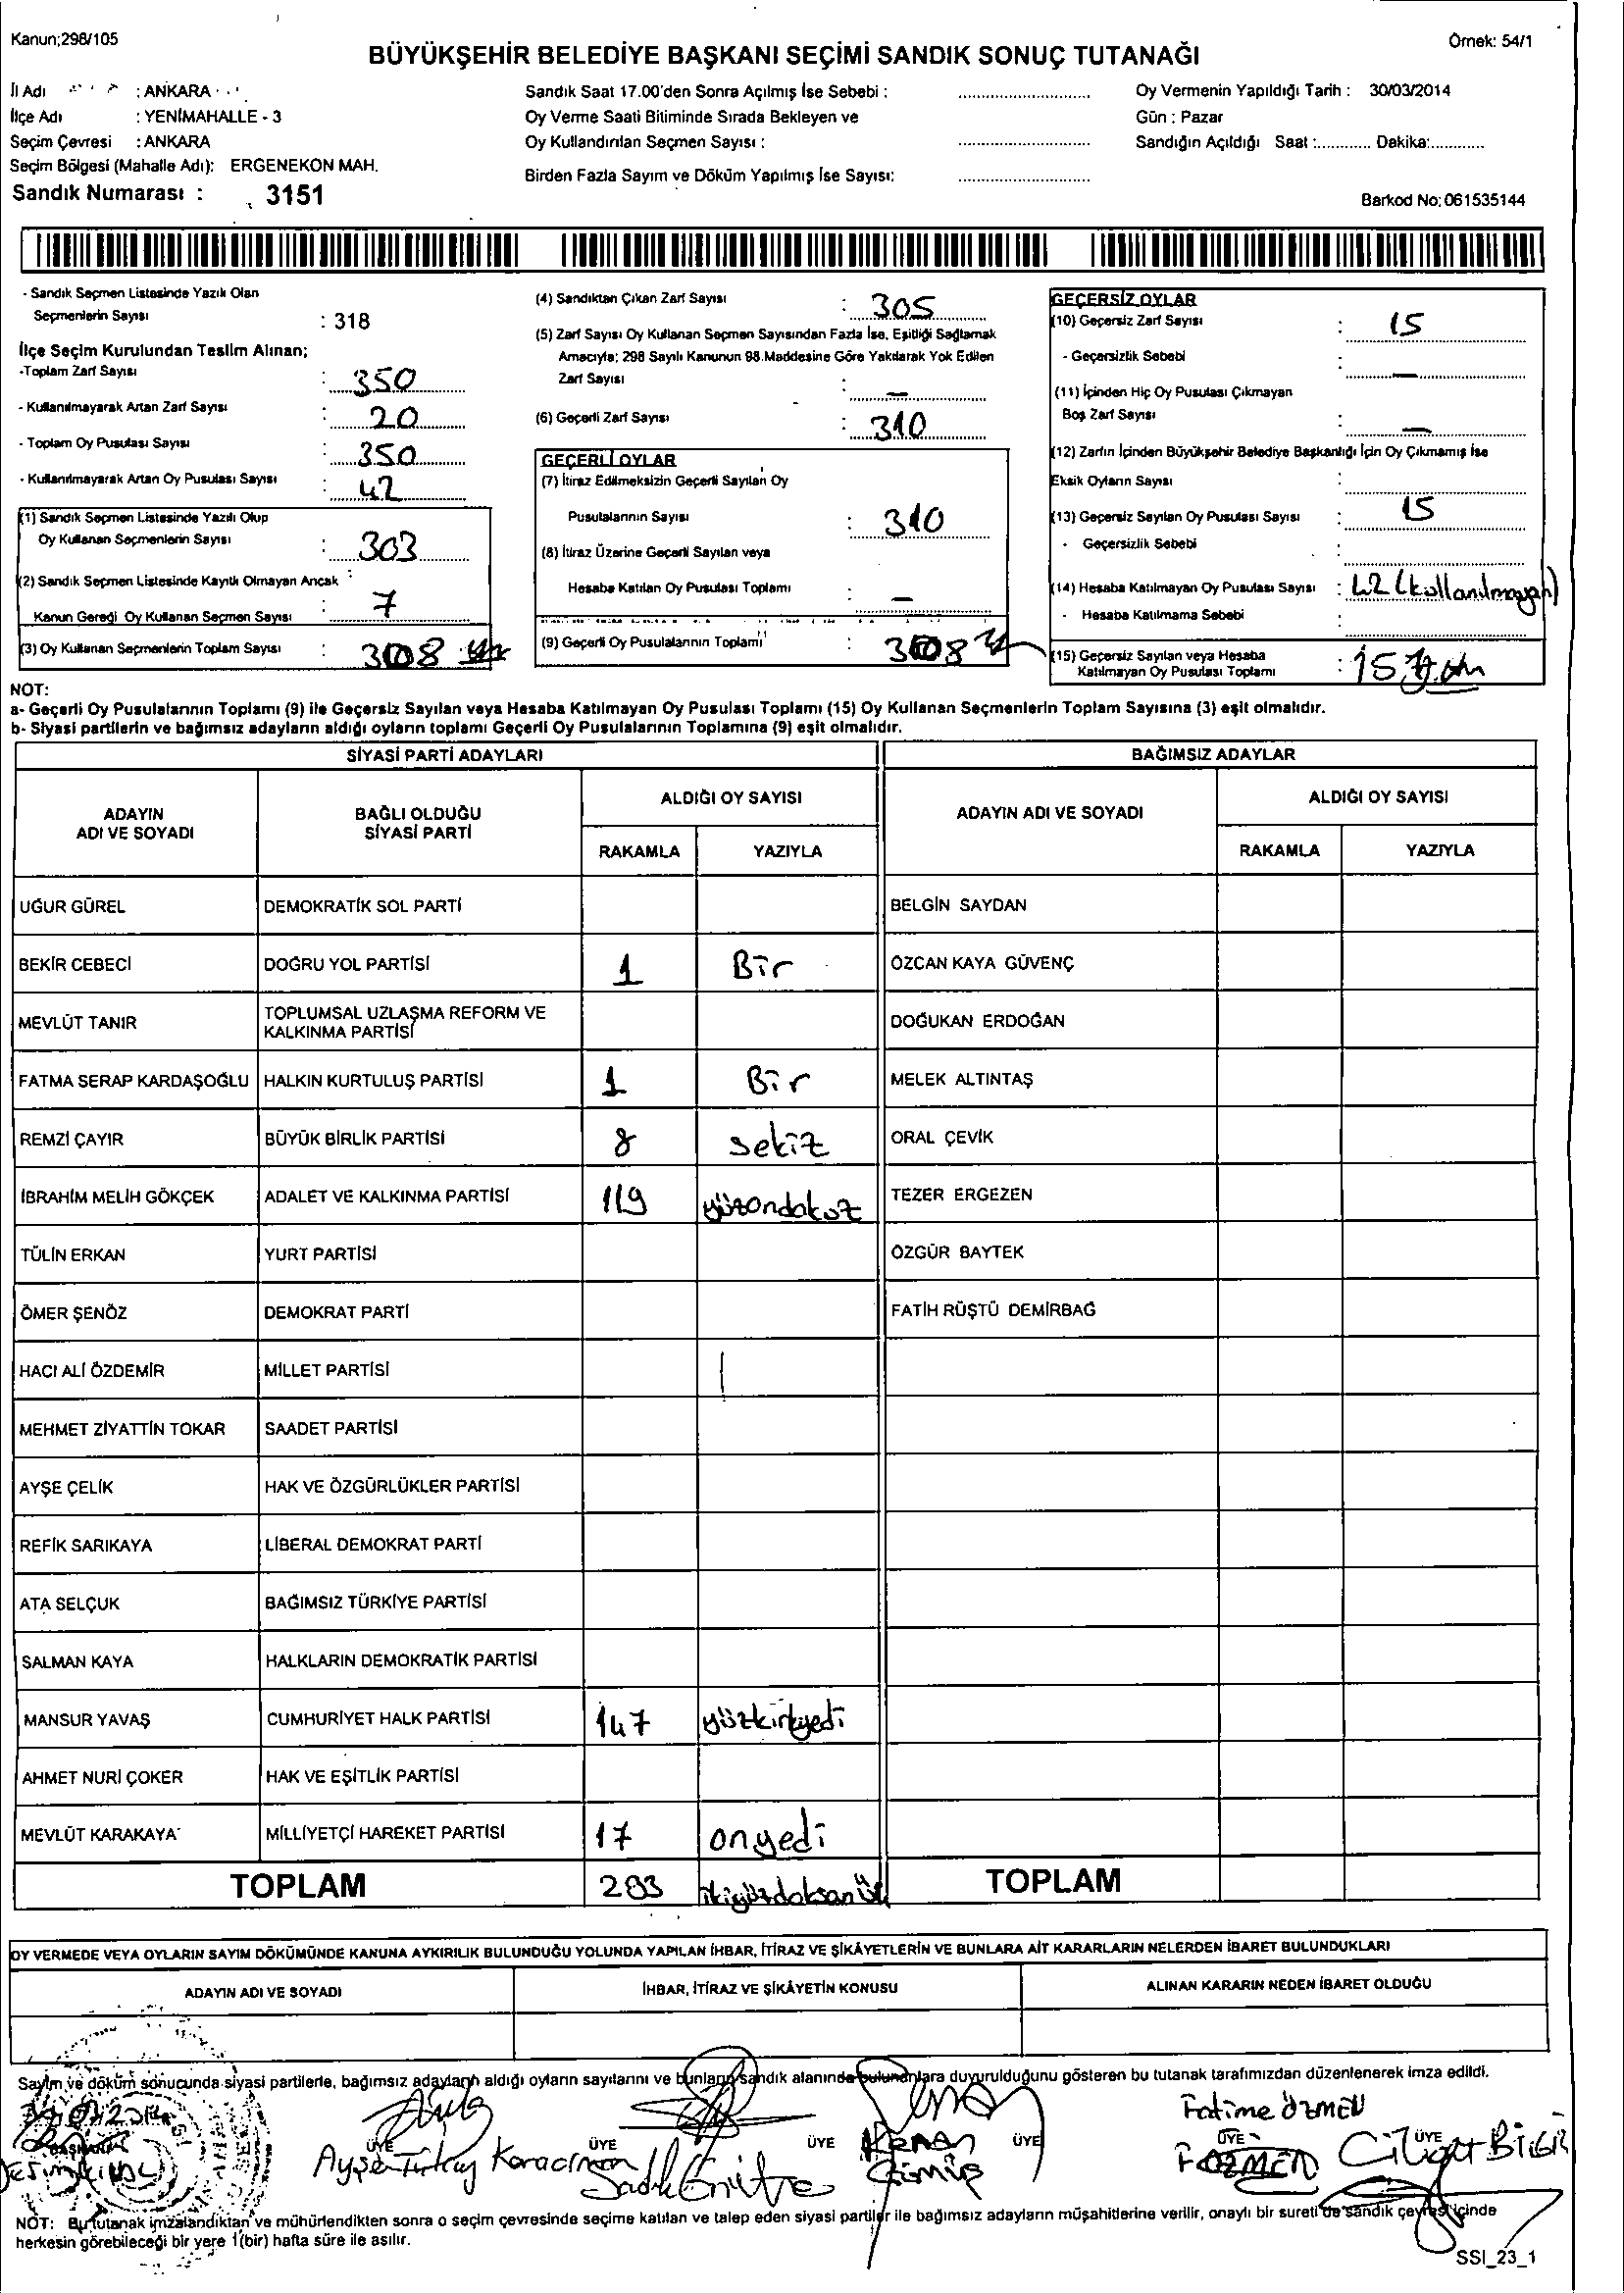 Kanun;298/105
Örnek: 54/1
BÜYÜKŞEHİR BELEDİYE BAŞKANI SEÇİMİ SANDIK SONUÇ TUTANAĞI
İl Adı : ANKARA
İlçe Adı : YENİMAHALLE - 3
Seçim Çevresi : ANKARA
Seçim Bölgesi (Mahalle Adı): ERGENEKON MAH.
Sandık Numarası : 3151
Sandık Saat 17.00'den Sonra Açılmış İse Sebebi :
Oy Verme Saati Bitiminde Sırada Bekleyen ve
Oy Kullandırılan Seçmen Sayısı :
Birden Fazla Sayım ve Döküm Yapılmış İse Sayısı:
Oy Vermenin Yapıldığı Tarih : 30/03/2014
Gün : Pazar
Sandığın Açıldığı Saat :............ Dakika:............
Barkod No: 061535144
- Sandık Seçmen Listesinde Yazılı Olan
Seçmenlerin Sayısı : 318
İlçe Seçim Kurulundan Teslim Alınan;
-Toplam Zarf Sayısı : 350
- Kullanılmayarak Artan Zarf Sayısı : 20
- Toplam Oy Pusulası Sayısı : 350
- Kullanılmayarak Artan Oy Pusulası Sayısı : 42
(1) Sandık Seçmen Listesinde Yazılı Olup
Oy Kullanan Seçmenlerin Sayısı : 303
(2) Sandık Seçmen Listesinde Kayıtlı Olmayan Ancak
Kanun Gereği Oy Kullanan Seçmen Sayısı : 7
(3) Oy Kullanan Seçmenlerin Toplam Sayısı : 308
(4) Sandıktan Çıkan Zarf Sayısı : 305
(5) Zarf Sayısı Oy Kullanan Seçmen Sayısından Fazla İse, Eşitliği Sağlamak
Amacıyla; 298 Sayılı Kanunun 98.Maddesine Göre Yakılarak Yok Edilen
Zarf Sayısı : –
(6) Geçerli Zarf Sayısı : 310
GEÇERLİ OYLAR
(7) İtiraz Edilmeksizin Geçerli Sayılan Oy
Pusulalarının Sayısı : 310
(8) İtiraz Üzerine Geçerli Sayılan veya
Hesaba Katılan Oy Pusulası Toplamı : –
(9) Geçerli Oy Pusulalarının Toplamı : 308
GEÇERSİZ OYLAR
(10) Geçersiz Zarf Sayısı : 15
- Geçersizlik Sebebi : –
(11) İçinden Hiç Oy Pusulası Çıkmayan
Boş Zarf Sayısı : –
(12) Zarfın İçinden Büyükşehir Belediye Başkanlığı İçin Oy Çıkmamış İse
Eksik Oyların Sayısı :
(13) Geçersiz Sayılan Oy Pusulası Sayısı : 15
- Geçersizlik Sebebi :
(14) Hesaba Katılmayan Oy Pusulası Sayısı : 42 (kullanılmayan)
- Hesaba Katılmama Sebebi :
(15) Geçersiz Sayılan veya Hesaba
Katılmayan Oy Pusulası Toplamı : 15
NOT:
a- Geçerli Oy Pusulalarının Toplamı (9) ile Geçersiz Sayılan veya Hesaba Katılmayan Oy Pusulası Toplamı (15) Oy Kullanan Seçmenlerin Toplam Sayısına (3) eşit olmalıdır.
b- Siyasi partilerin ve bağımsız adayların aldığı oyların toplamı Geçerli Oy Pusulalarının Toplamına (9) eşit olmalıdır.
SİYASİ PARTİ ADAYLARI BAĞIMSIZ ADAYLAR
ADAYIN ADI VE SOYADI BAĞLI OLDUĞU SİYASİ PARTİ ALDIĞI OY SAYISI ADAYIN ADI VE SOYADI ALDIĞI OY SAYISI
RAKAMLA YAZIYLA RAKAMLA YAZIYLA
UĞUR GÜREL DEMOKRATİK SOL PARTİ BELGİN SAYDAN
BEKİR CEBECİ DOĞRU YOL PARTİSİ 1 Bir ÖZCAN KAYA GÜVENÇ
MEVLÜT TANIR TOPLUMSAL UZLAŞMA REFORM VE KALKINMA PARTİSİ DOĞUKAN ERDOĞAN
FATMA SERAP KARDAŞOĞLU HALKIN KURTULUŞ PARTİSİ 1 Bir MELEK ALTINTAŞ
REMZİ ÇAYIR BÜYÜK BİRLİK PARTİSİ 8 sekiz ORAL ÇEVİK
İBRAHİM MELİH GÖKÇEK ADALET VE KALKINMA PARTİSİ 119 yüzondokuz TEZER ERGEZEN
TÜLİN ERKAN YURT PARTİSİ ÖZGÜR BAYTEK
ÖMER ŞENÖZ DEMOKRAT PARTİ FATİH RÜŞTÜ DEMİRBAĞ
HACI ALİ ÖZDEMİR MİLLET PARTİSİ
MEHMET ZİYATTİN TOKAR SAADET PARTİSİ
AYŞE ÇELİK HAK VE ÖZGÜRLÜKLER PARTİSİ
REFİK SARIKAYA LİBERAL DEMOKRAT PARTİ
ATA SELÇUK BAĞIMSIZ TÜRKİYE PARTİSİ
SALMAN KAYA HALKLARIN DEMOKRATİK PARTİSİ
MANSUR YAVAŞ CUMHURİYET HALK PARTİSİ 147 yüzkırkyedi
AHMET NURİ ÇOKER HAK VE EŞİTLİK PARTİSİ
MEVLÜT KARAKAYA MİLLİYETÇİ HAREKET PARTİSİ 17 onyedi
TOPLAM 293 ikiyüzdoksan üç TOPLAM
OY VERMEDE VEYA OYLARIN SAYIM DÖKÜMÜNDE KANUNA AYKIRILIK BULUNDUĞU YOLUNDA YAPILAN İHBAR, İTİRAZ VE ŞİKÂYETLERİN VE BUNLARA AİT KARARLARIN NELERDEN İBARET BULUNDUKLARI
ADAYIN ADI VE SOYADI İHBAR, İTİRAZ VE ŞİKÂYETİN KONUSU ALINAN KARARIN NEDEN İBARET OLDUĞU
Sayım ve döküm sonucunda siyasi partilerle, bağımsız adayların aldığı oyların sayılarını ve bunların sandık alanında bulunanlara duyurulduğunu gösteren bu tutanak tarafımızdan düzenlenerek imza edildi.
BAŞKAN ÜYE ÜYE ÜYE ÜYE ÜYE ÜYE
Fatime ÖZMEN
F ÖZMEN
Kenan
NOT: Bu tutanak imzalandıktan ve mühürlendikten sonra o seçim çevresinde seçime katılan ve talep eden siyasi partiler ile bağımsız adayların müşahitlerine verilir, onaylı bir sureti de sandık çevresi içinde
herkesin görebileceği bir yere 1(bir) hafta süre ile asılır.
SSI_23_1